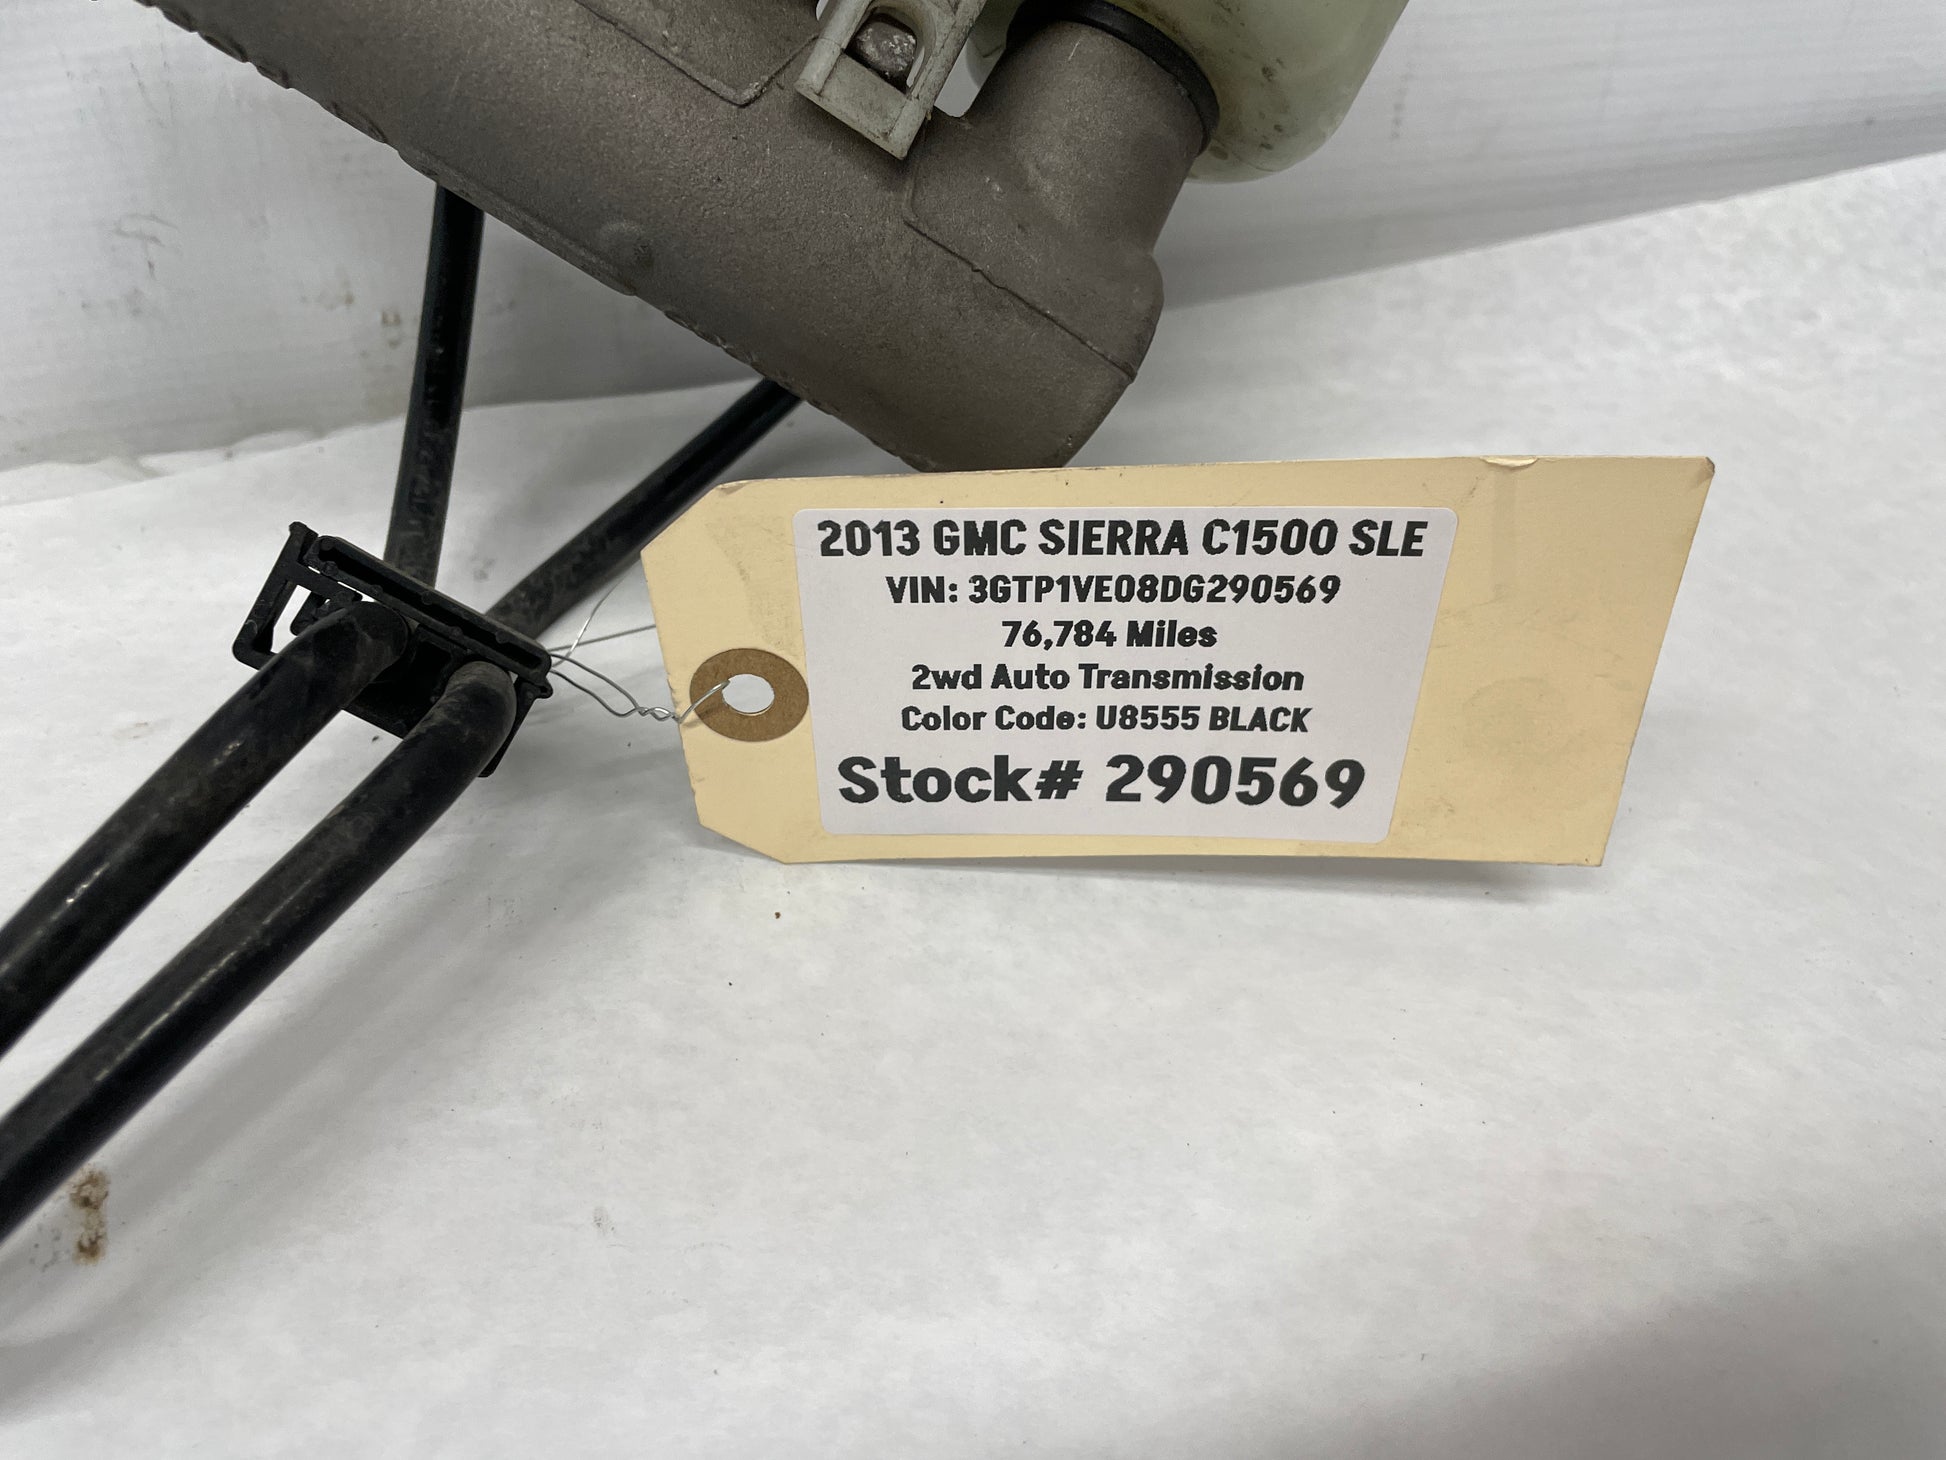 2013 GMC SIERRA C1500 SLE
VIN: 3GTP1VE08DG290569
76,784 Miles
2wd Auto Transmission
Color Code: U8555 BLACK
Stock# 290569